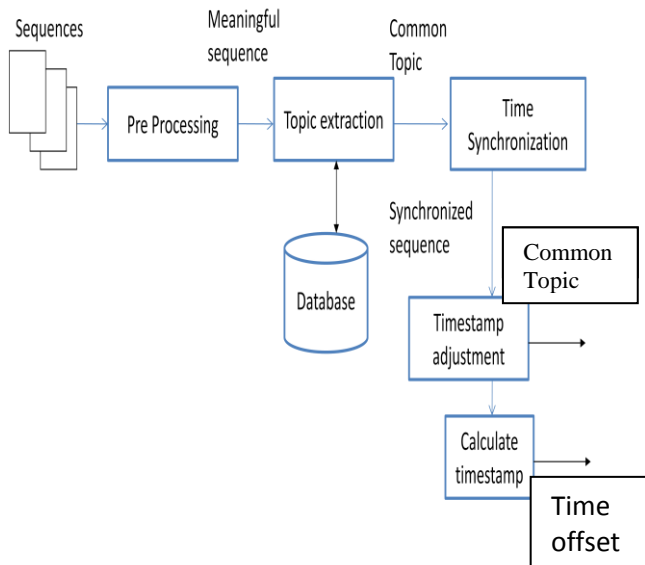 Sequences
Meaningful
sequence
Common
Topic
Pre Processing
Topic extraction
Time
Synchronization
Synchronized
sequence
Common
Topic
Database
Timestamp
adjustment
Calculate
timestamp
Time
offset